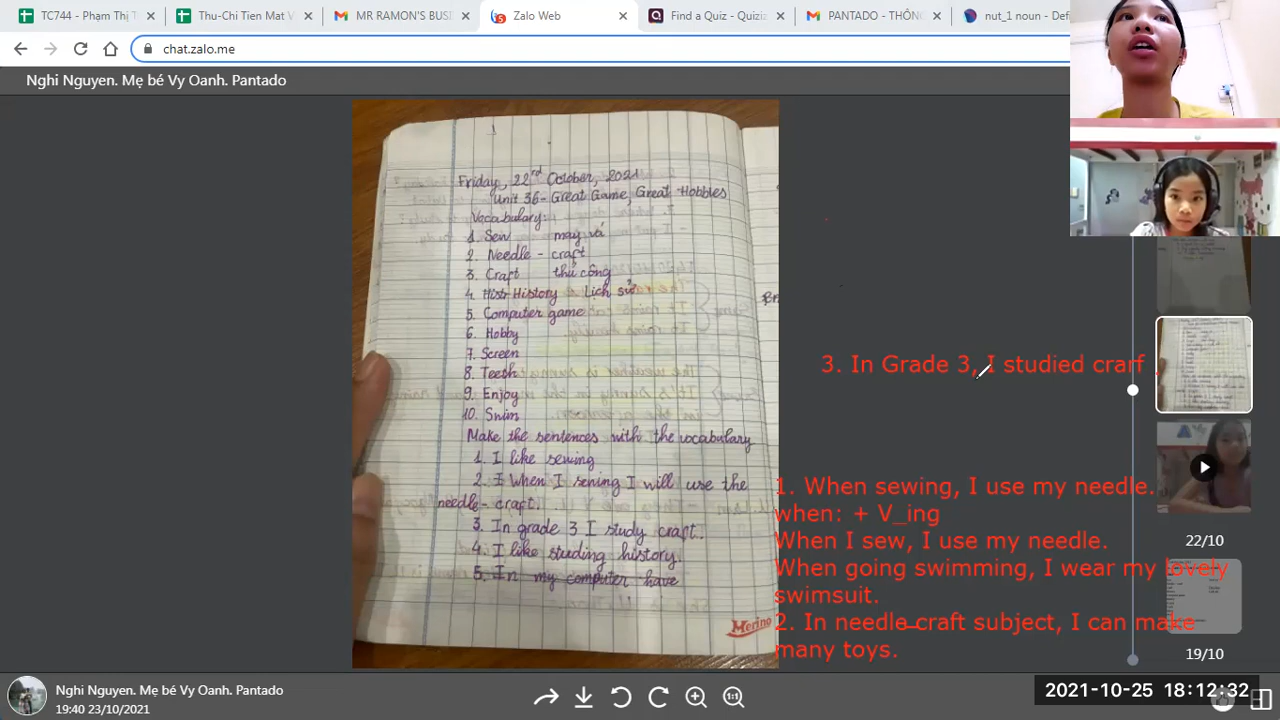 TC744 - Phạm Thị T
Thu-Chi Tien Mat V
MR RAMON'S BUSI
Zalo Web
Find a Quiz - Quiziz
PANTADO - THÔNG
nut_1 noun - Def
chat.zalo.me
Nghi Nguyen. Mẹ bé Vy Oanh. Pantado
Friday, 22nd October, 2021
Unit 36- Great Game, Great Hobbles
Vocabulary:
1. Sew may vá
2. Needle - craft
3. Craft thủ công
4. Histr History Lịch sử
5. Computer game
6. Hobby
7. Screen
8. Teeth
9. Enjoy
10. Swim
Make the sentences with the vocabulary
1. I like sewing
2. I When I sewing I will use the
needle - craft.
3. In grade 3 I study craft.
4. I like studing history
5. In my computer have
Merino
3. In Grade 3, I studied crarf
1. When sewing, I use my needle.
when: + V_ing
When I sew, I use my needle.
When going swimming, I wear my lovely
swimsuit.
2. In needle craft subject, I can make
many toys.
22/10
19/10
Nghi Nguyen. Mẹ bé Vy Oanh. Pantado
19:40 23/10/2021
1:1
2021-10-25 18:12:32